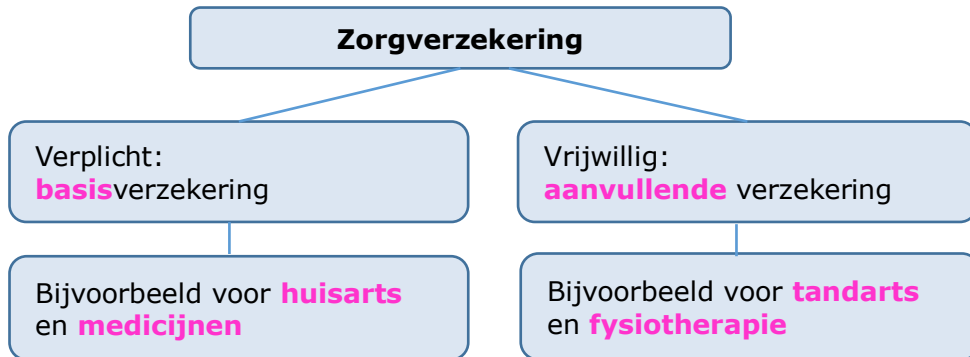 Zorgverzekering
Verplicht:
basisverzekering
Vrijwillig:
aanvullende verzekering
Bijvoorbeeld voor huisarts
en medicijnen
Bijvoorbeeld voor tandarts
en fysiotherapie